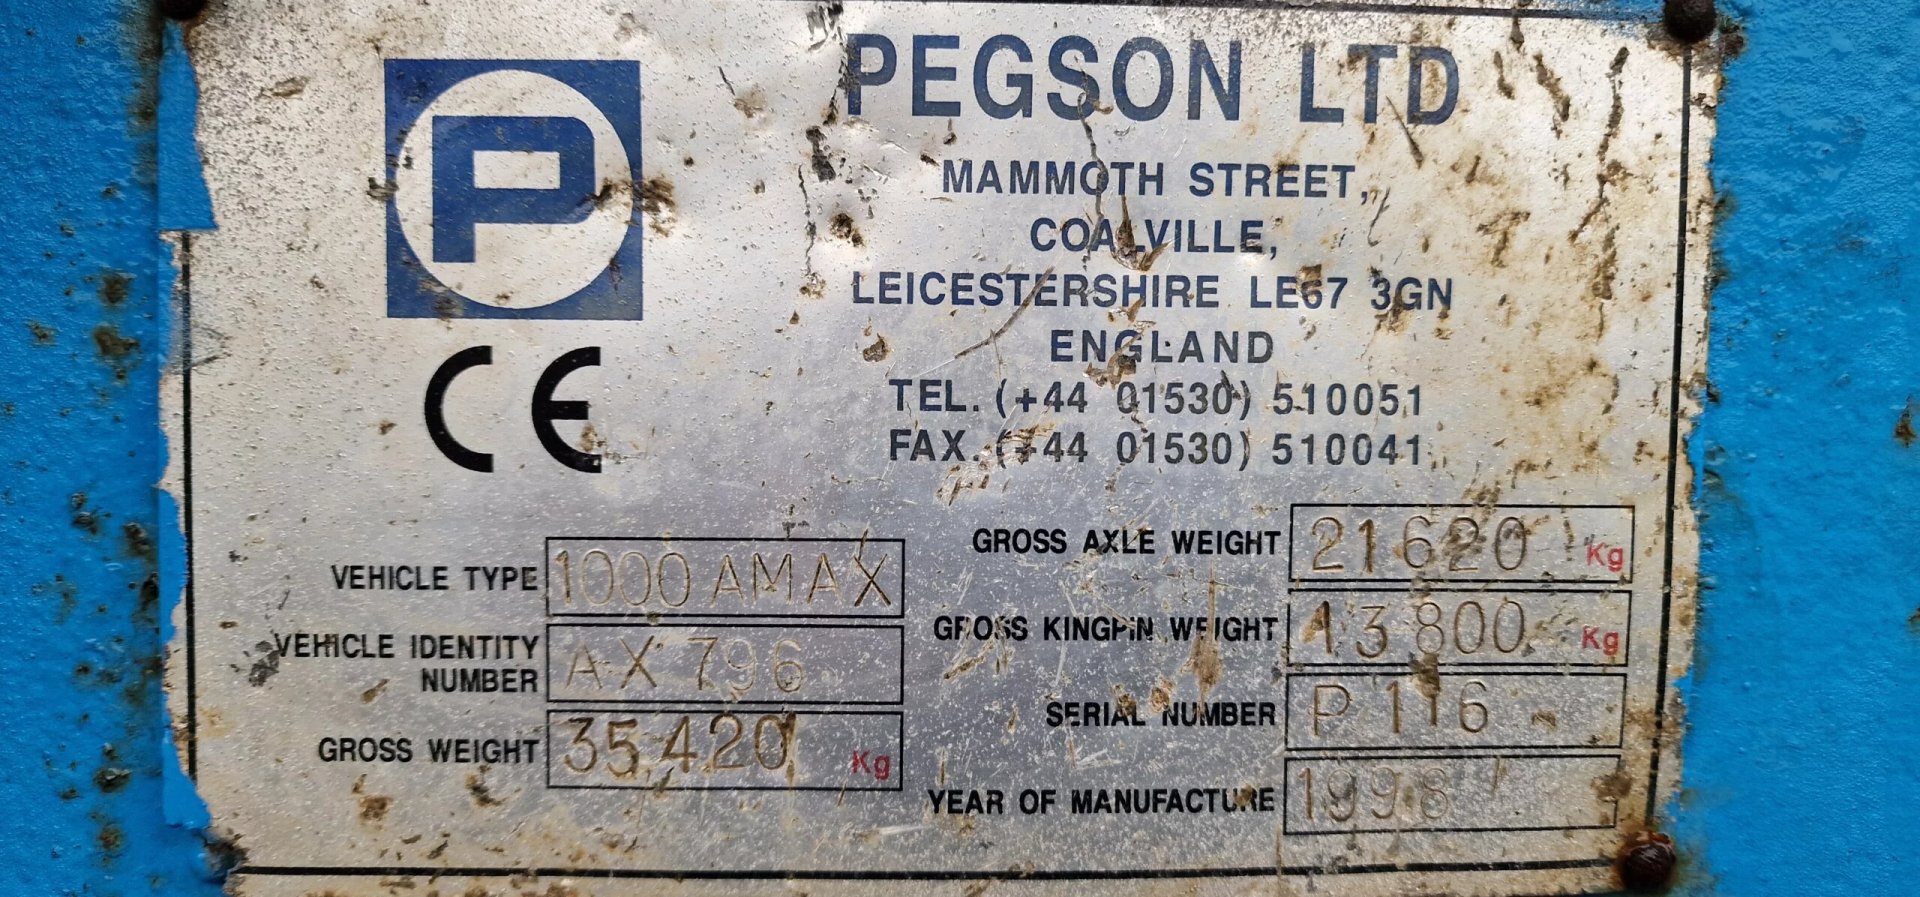 P
PEGSON LTD
MAMMOTH STREET,
COALVILLE,
LEICESTERSHIRE LE67 3GN
ENGLAND
TEL. (+44 01530) 510051
FAX. (+44 01530) 510041
CE
VEHICLE TYPE 1000 AMAX
VEHICLE IDENTITY NUMBER AX 796
GROSS WEIGHT 35420 Kg
GROSS AXLE WEIGHT 21620 Kg
GROSS KINGPIN WEIGHT 13800 Kg
SERIAL NUMBER P116
YEAR OF MANUFACTURE 1998